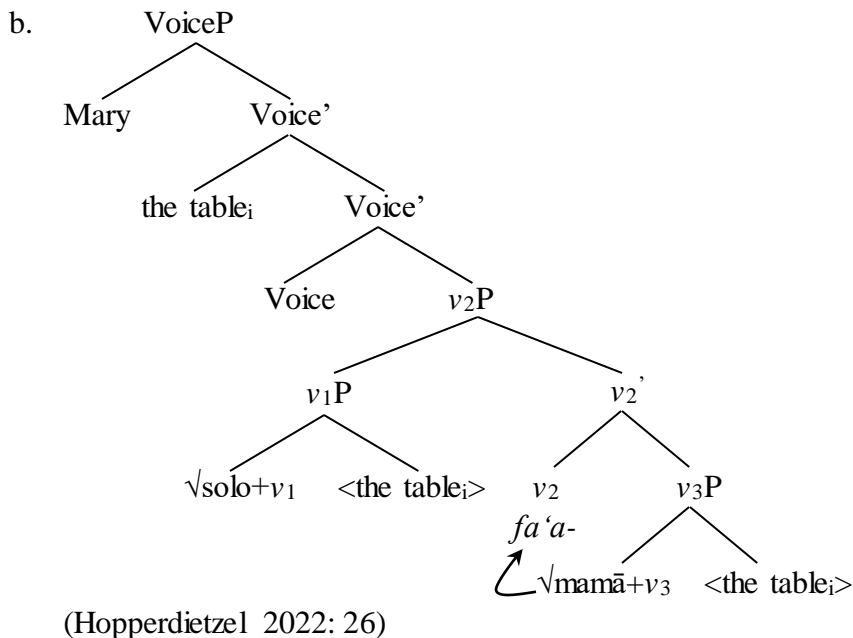 b. VoiceP
Mary Voice’
the tableᵢ Voice’
Voice v₂P
v₁P v₂’
√solo+v₁ <the tableᵢ> v₂ v₃P
fa‘a-
√mamā+v₃ <the tableᵢ>
(Hopperdietzel 2022: 26)